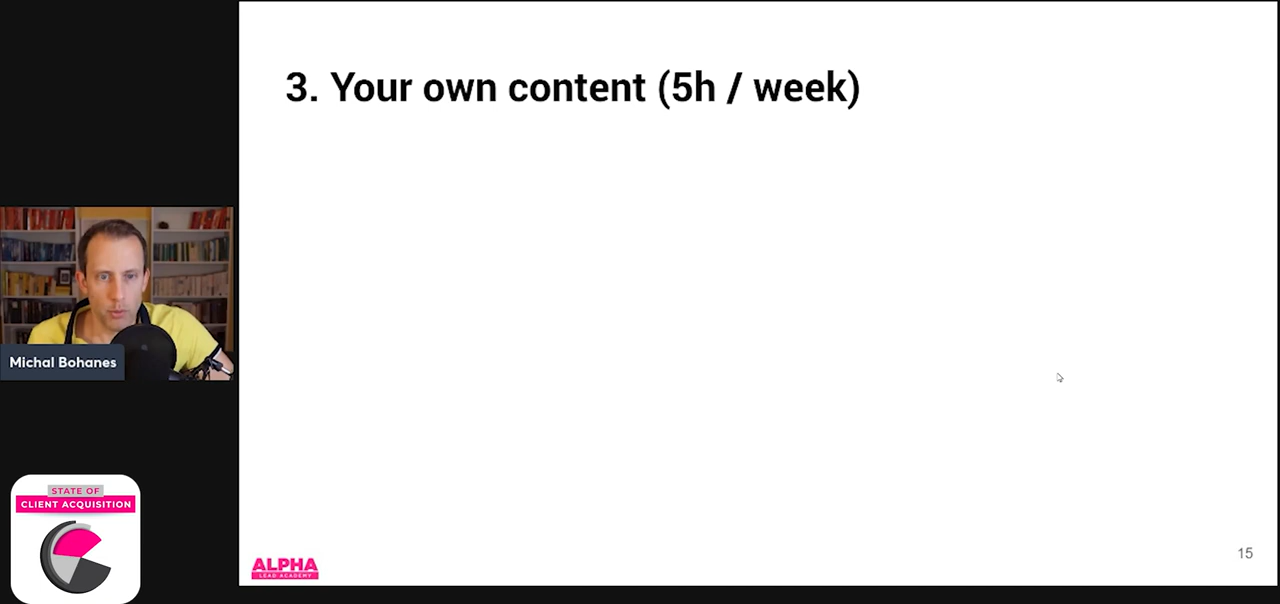 3. Your own content (5h / week)
Michal Bohanes
STATE OF
CLIENT ACQUISITION
ALPHA
LEAD ACADEMY
15